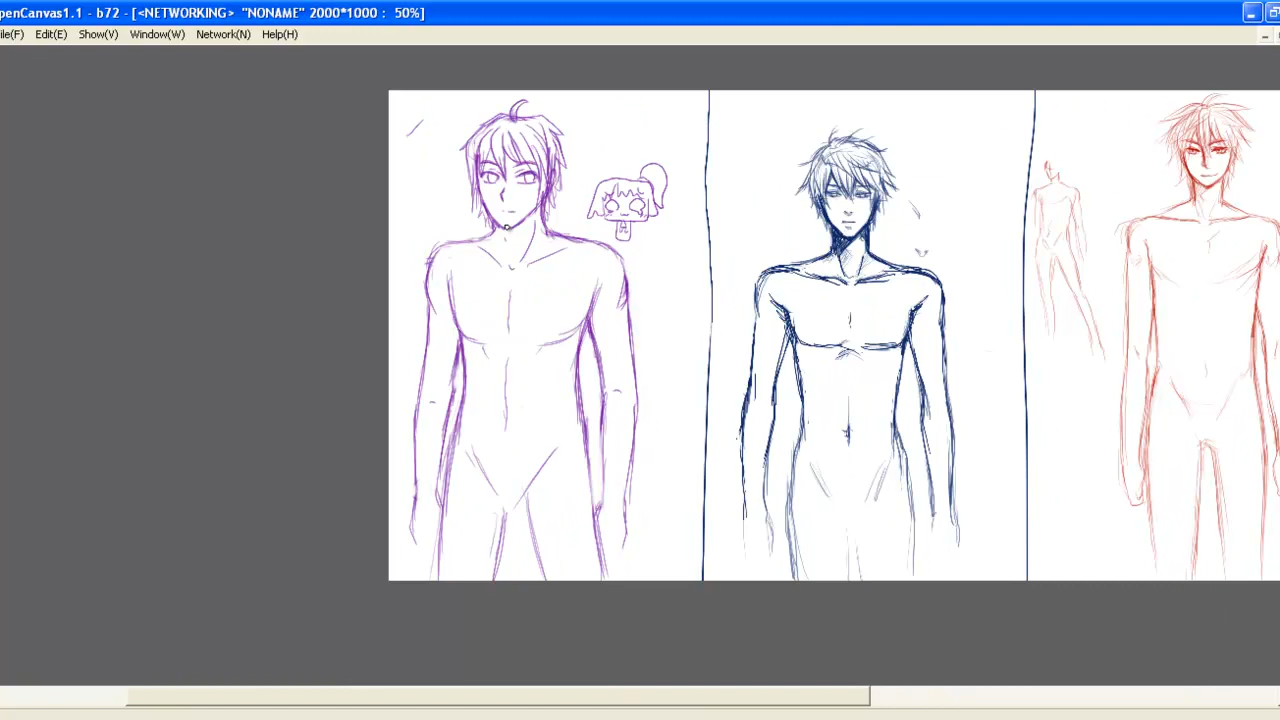 penCanvas1.1 - b72 - [<NETWORKING> "NONAME" 2000*1000 : 50%]
ile(F) Edit(E) Show(V) Window(W) Network(N) Help(H)